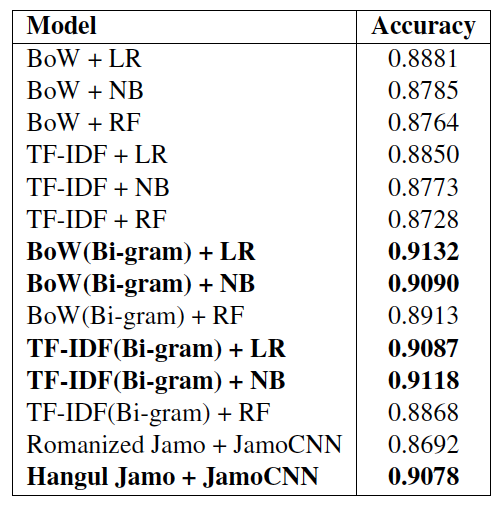 Model Accuracy
BoW + LR 0.8881
BoW + NB 0.8785
BoW + RF 0.8764
TF-IDF + LR 0.8850
TF-IDF + NB 0.8773
TF-IDF + RF 0.8728
BoW(Bi-gram) + LR 0.9132
BoW(Bi-gram) + NB 0.9090
BoW(Bi-gram) + RF 0.8913
TF-IDF(Bi-gram) + LR 0.9087
TF-IDF(Bi-gram) + NB 0.9118
TF-IDF(Bi-gram) + RF 0.8868
Romanized Jamo + JamoCNN 0.8692
Hangul Jamo + JamoCNN 0.9078